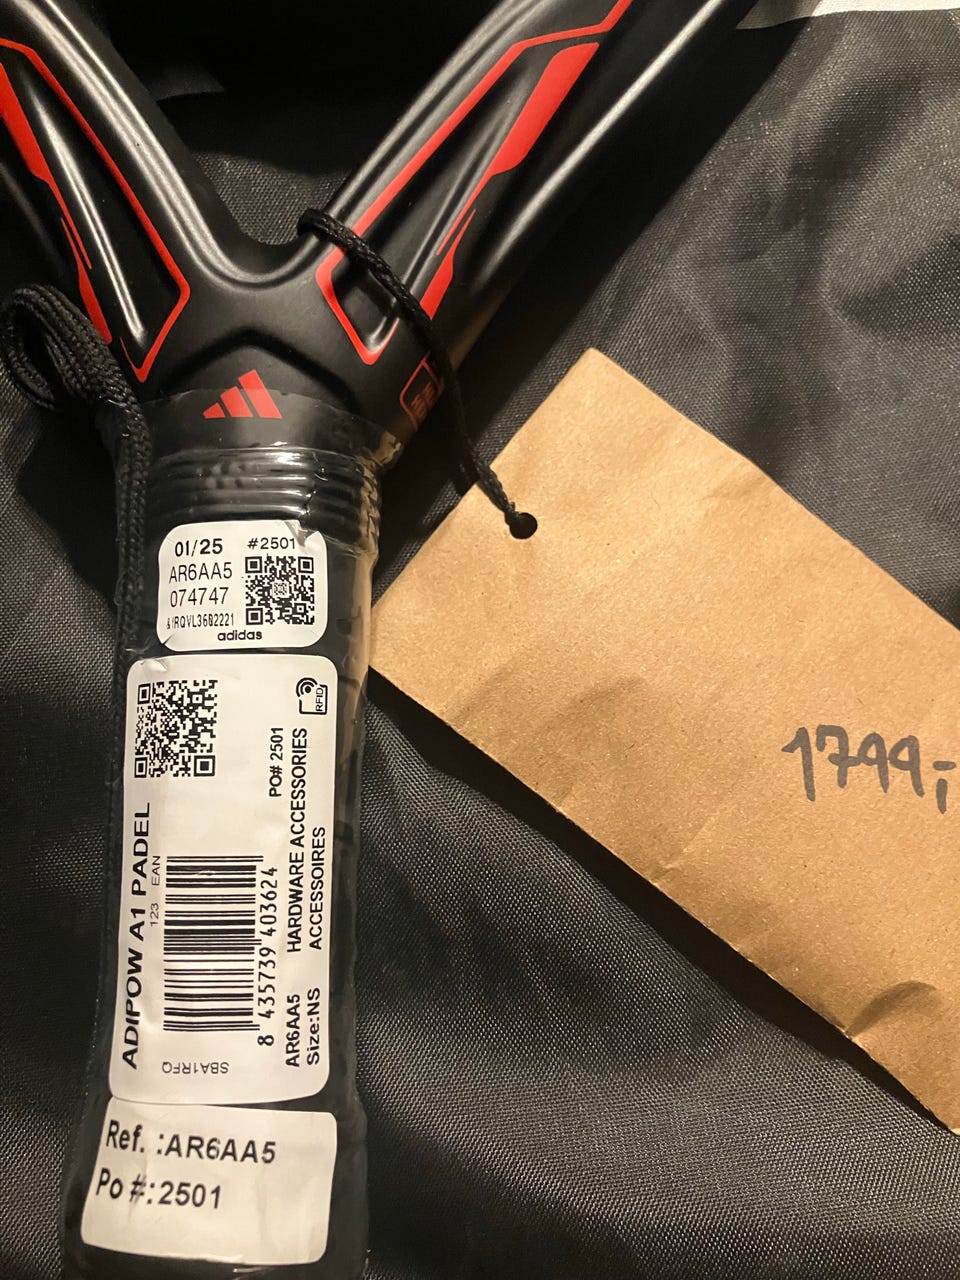 01/25 #2501
AR6AA5
074747
adidas
RFID
PO# 2501
ADIPOW A1 PADEL
123 EAN
8 435739 403624
HARDWARE ACCESSORIES
ACCESSOIRES
AR6AA5
Size:NS
SBA1RFQ
Ref. :AR6AA5
Po #:2501
1799,-